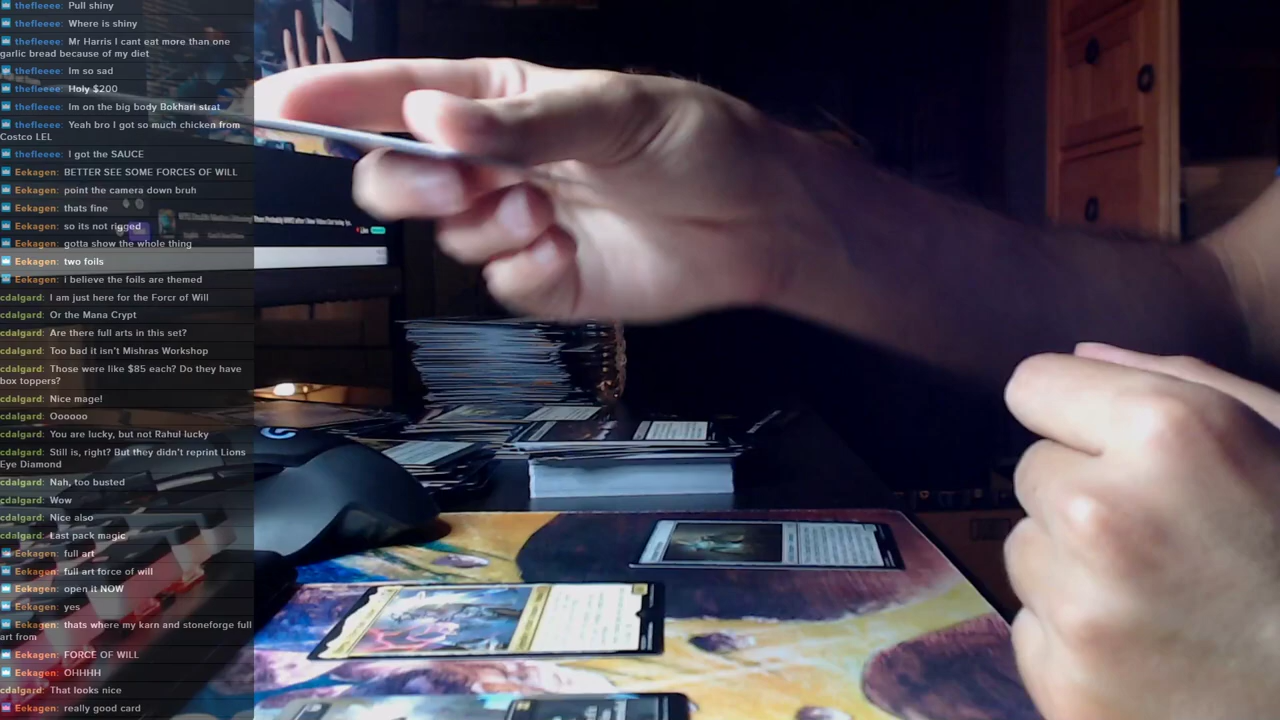 thefleeee: Pull shiny
thefleeee: Where is shiny
thefleeee: Mr Harris I cant eat more than one
garlic bread because of my diet
thefleeee: Im so sad
thefleeee: Holy $200
thefleeee: Im on the big body Bokhari strat
thefleeee: Yeah bro I got so much chicken from
Costco LEL
thefleeee: I got the SAUCE
Eekagen: BETTER SEE SOME FORCES OF WILL
Eekagen: point the camera down bruh
Eekagen: thats fine
Eekagen: so its not rigged
Eekagen: gotta show the whole thing
Eekagen: two foils
Eekagen: i believe the foils are themed
cdalgard: I am just here for the Forcr of Will
cdalgard: Or the Mana Crypt
cdalgard: Are there full arts in this set?
cdalgard: Too bad it isn't Mishras Workshop
cdalgard: Those were like $85 each? Do they have
box toppers?
cdalgard: Nice mage!
cdalgard: Ooooo
cdalgard: You are lucky, but not Rahul lucky
cdalgard: Still is, right? But they didn't reprint Lions
Eye Diamond
cdalgard: Nah, too busted
cdalgard: Wow
cdalgard: Nice also
cdalgard: Last pack magic
Eekagen: full art
Eekagen: full art force of will
Eekagen: open it NOW
Eekagen: yes
Eekagen: thats where my karn and stoneforge full
art from
Eekagen: FORCE OF WILL
Eekagen: OHHHH
cdalgard: That looks nice
Eekagen: really good card